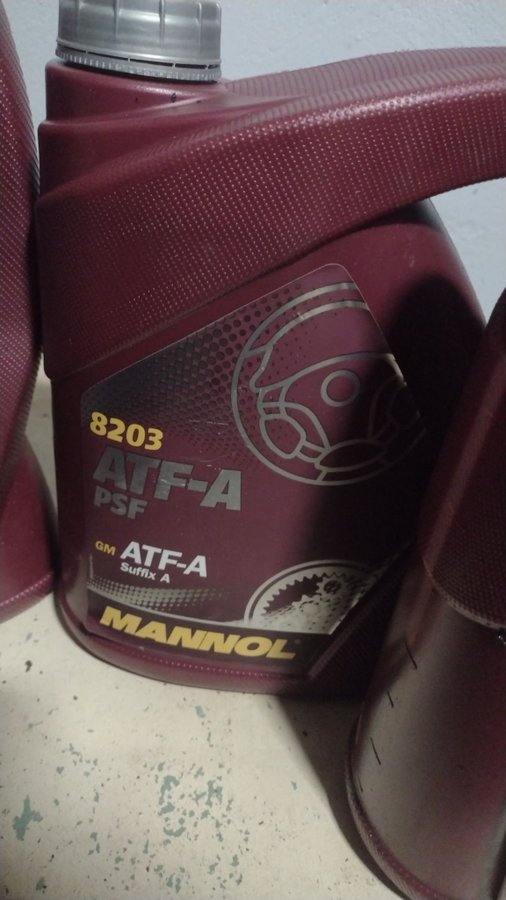 8203
ATF-A
PSF
GM ATF-A
Suffix A
MANNOL